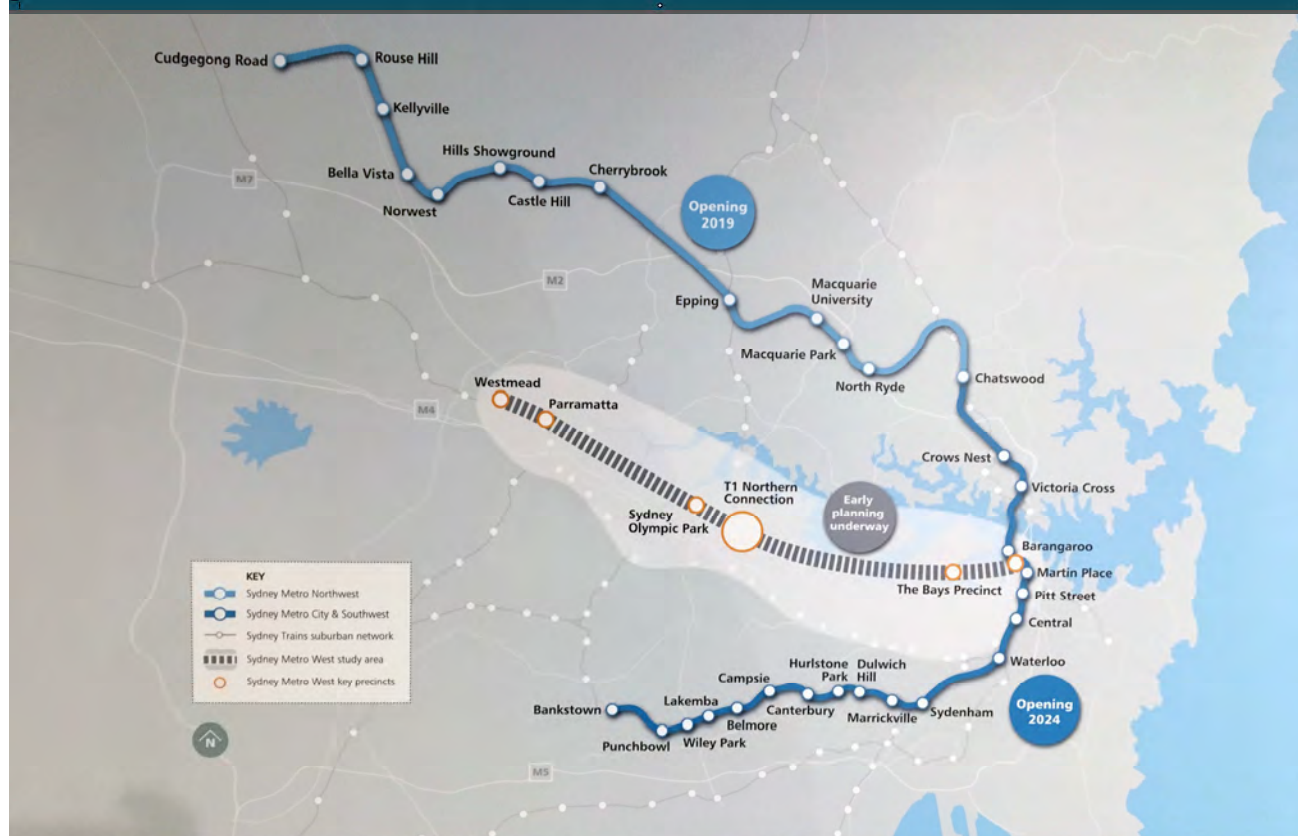 Cudgegong Road
Rouse Hill
Kellyville
Hills Showground
Bella Vista
Cherrybrook
M7
Castle Hill
Norwest
Opening
2019
M2
Macquarie
University
Epping
Macquarie Park
North Ryde
Chatswood
Westmead
Parramatta
M4
Crows Nest
T1 Northern
Connection
Victoria Cross
Early
planning
underway
Sydney
Olympic Park
Barangaroo
Martin Place
The Bays Precinct
Pitt Street
Central
KEY
Sydney Metro Northwest
Sydney Metro City & Southwest
Sydney Trains suburban network
Sydney Metro West study area
Sydney Metro West key precincts
Waterloo
Hurlstone
Park
Dulwich
Hill
Campsie
Lakemba
Bankstown
Canterbury
Belmore
Marrickville
Sydenham
Opening
2024
Punchbowl
Wiley Park
N
M5